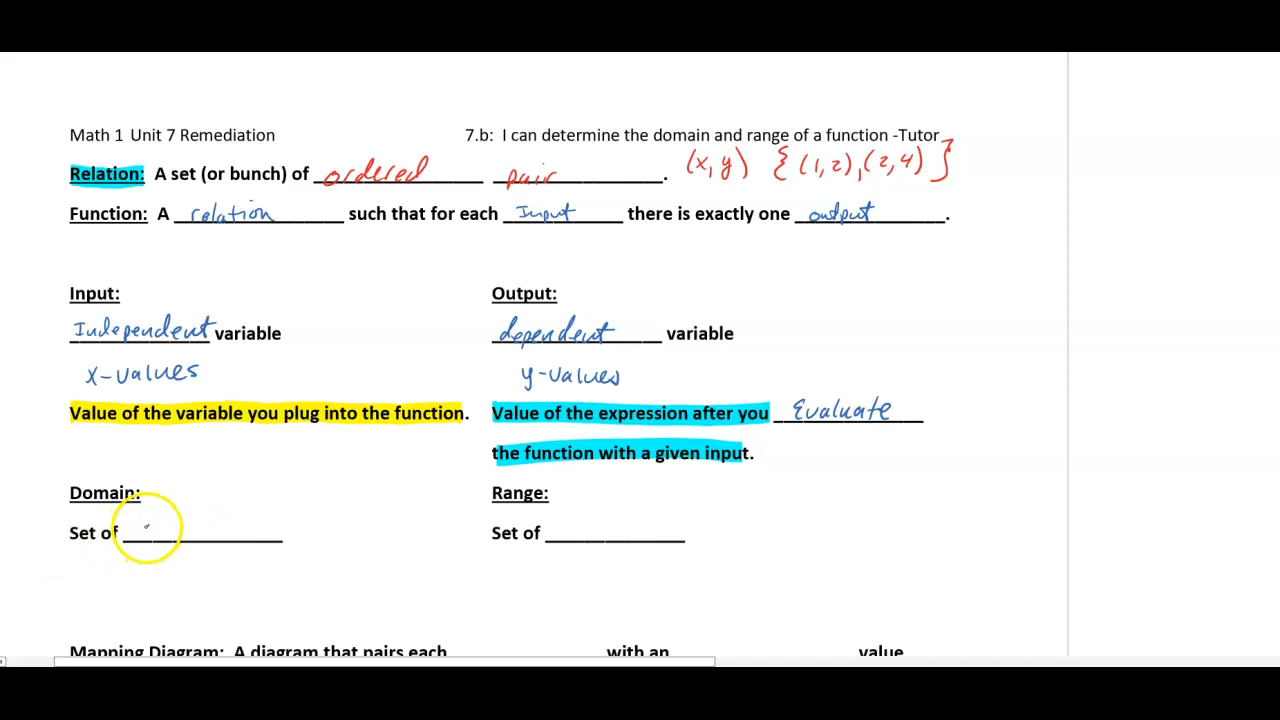 Math 1 Unit 7 Remediation 7.b: I can determine the domain and range of a function -Tutor
Relation: A set (or bunch) of ordered pair. (x,y) {(1,2),(2,4)}
Function: A relation such that for each Input there is exactly one output.
Input: Output:
Independent variable dependent variable
x-values y-values
Value of the variable you plug into the function. Value of the expression after you Evaluate
the function with a given input.
Domain: Range:
Set of ______________ Set of ______________
Mapping Diagram: A diagram that pairs each ______________ with an ______________ value